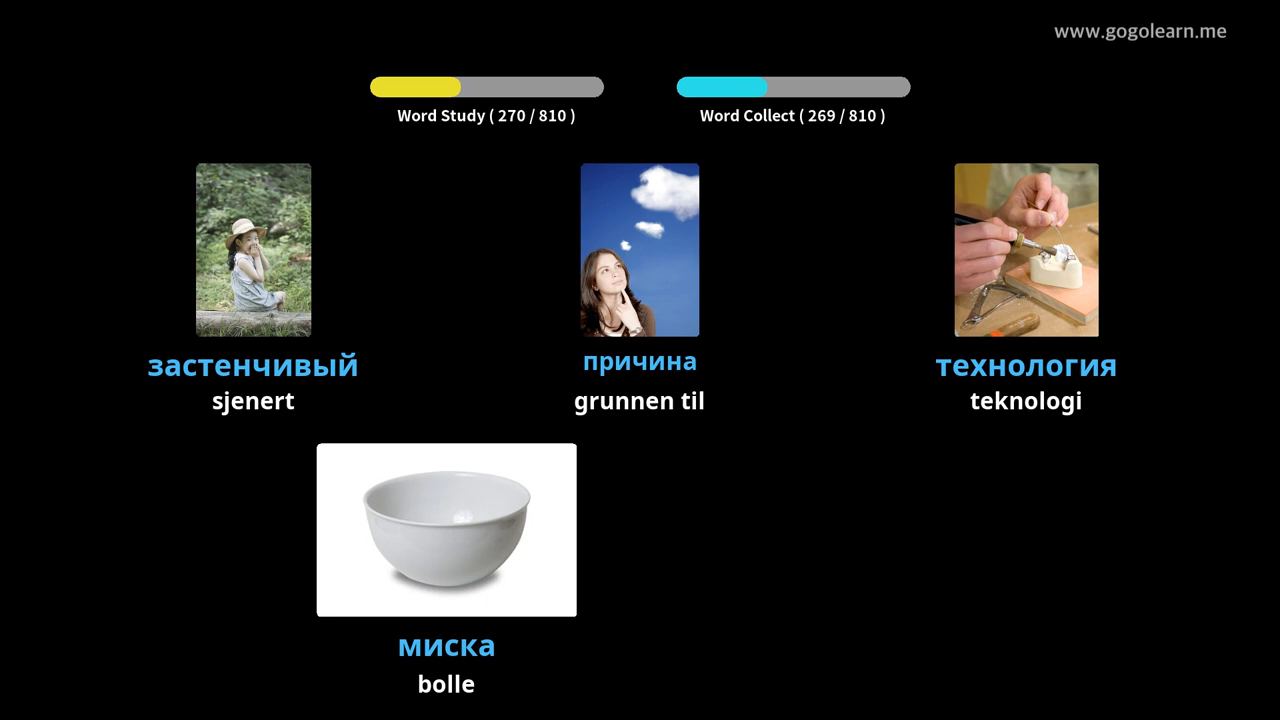 www.gogolearn.me
Word Study ( 270 / 810 )
Word Collect ( 269 / 810 )
застенчивый
sjenert
причина
grunnen til
технология
teknologi
миска
bolle